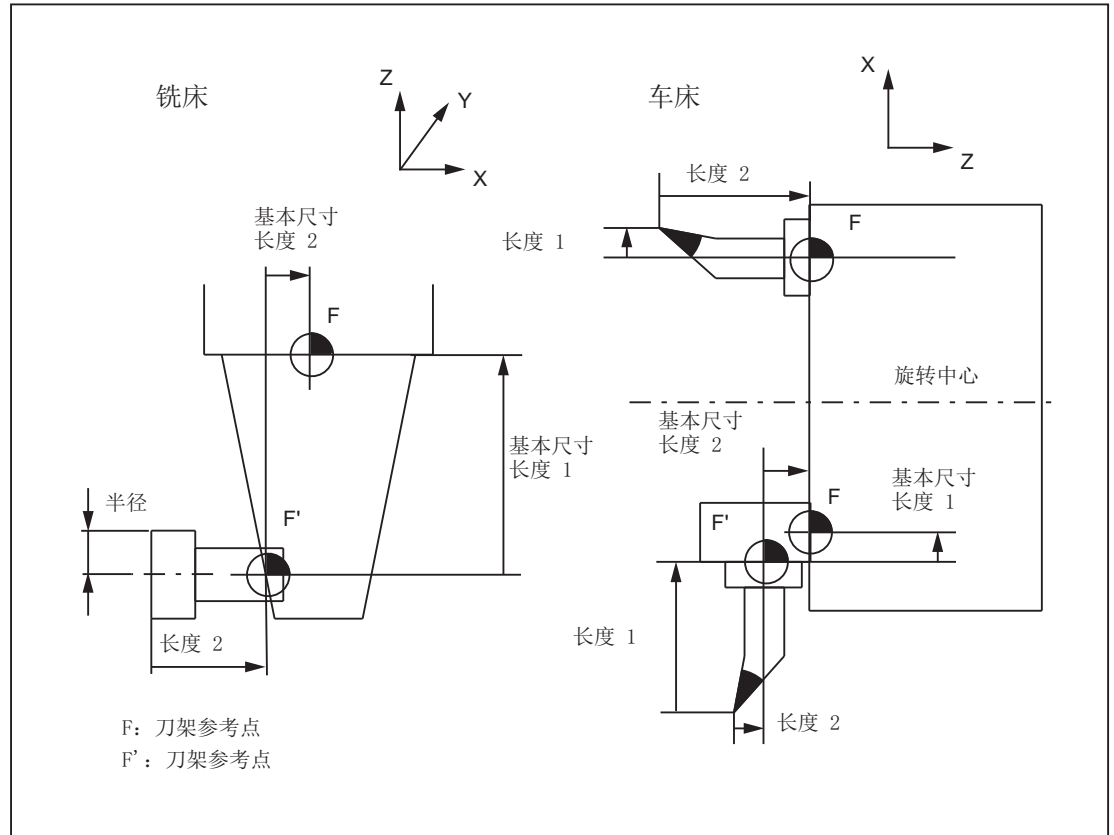 铣床
Z
Y
X
基本尺寸
长度 2
F
基本尺寸
长度 1
半径
F'
长度 2
F: 刀架参考点
F': 刀架参考点
车床
X
Z
长度 2
长度 1
F
旋转中心
基本尺寸
长度 2
基本尺寸
长度 1
F
F'
长度 1
长度 2